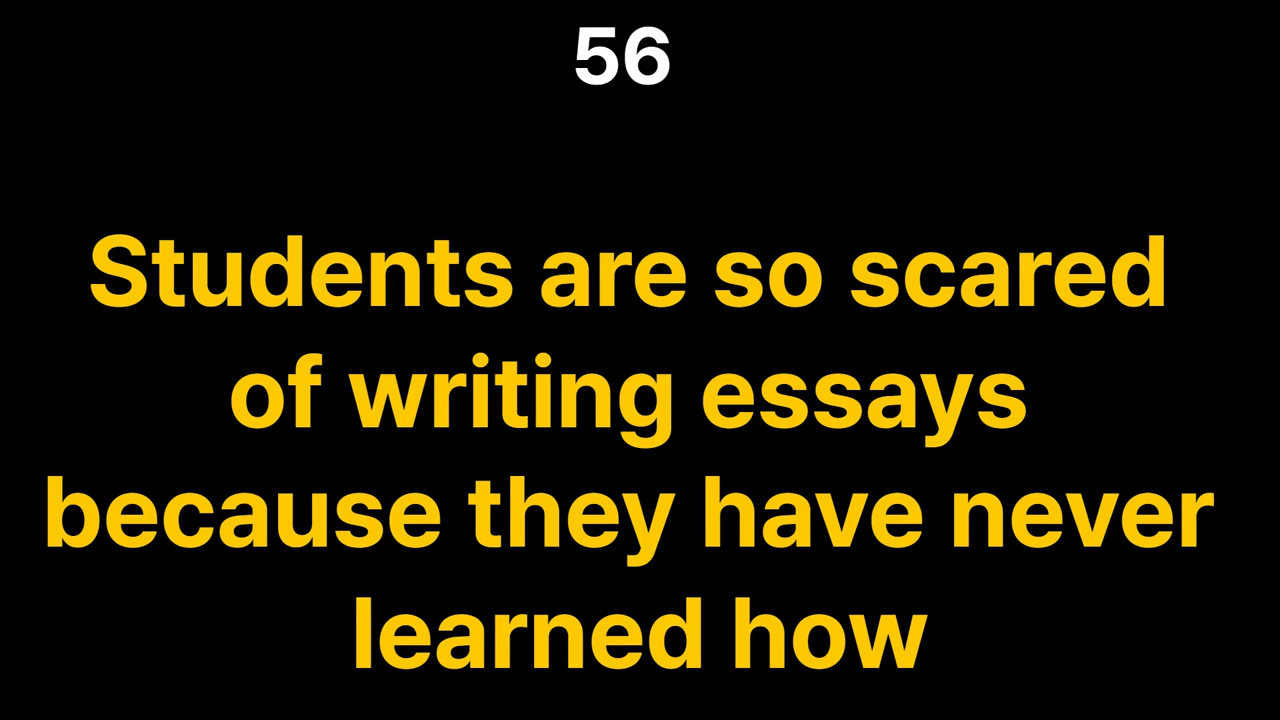 56
Students are so scared
of writing essays
because they have never
learned how